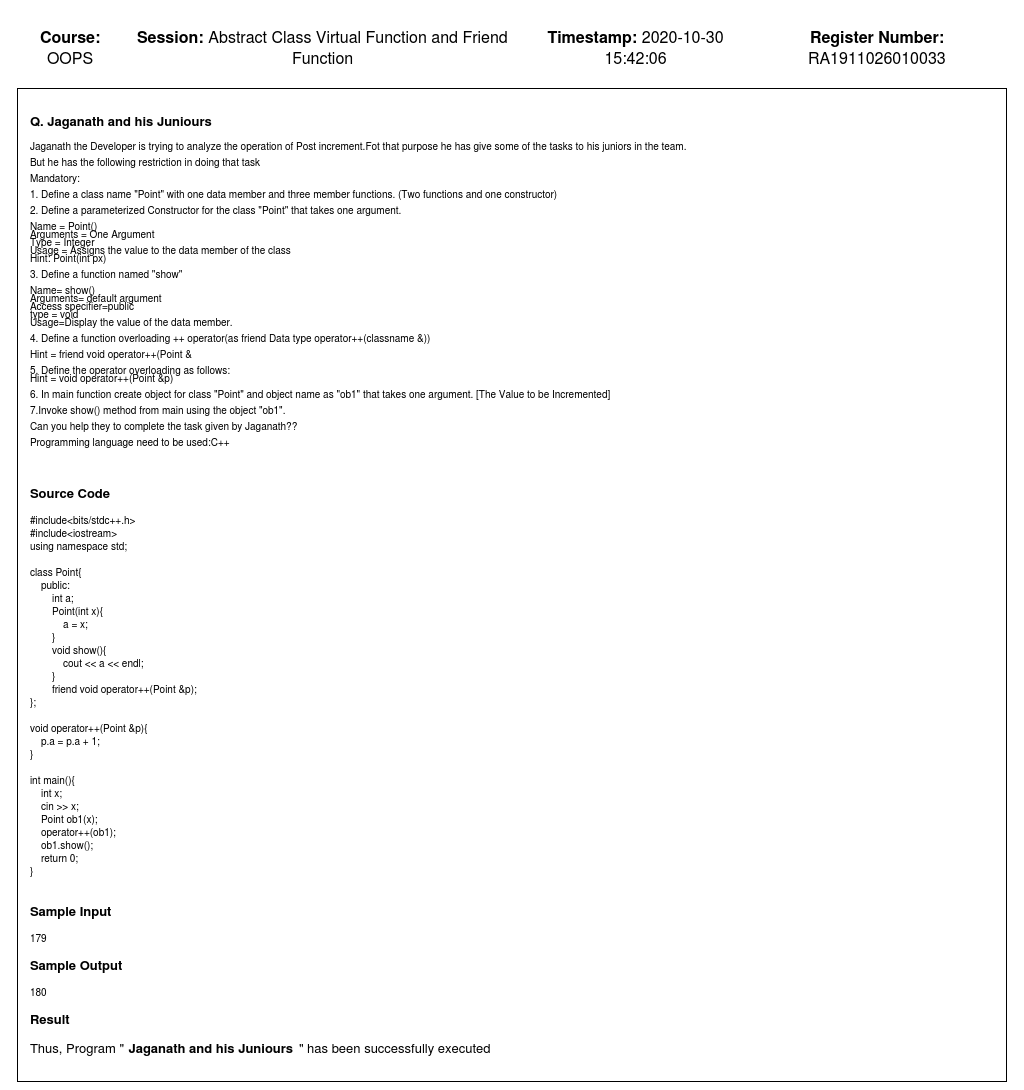 Course: OOPS
Session: Abstract Class Virtual Function and Friend Function
Timestamp: 2020-10-30 15:42:06
Register Number: RA1911026010033
Q. Jaganath and his Juniours
Jaganath the Developer is trying to analyze the operation of Post increment.Fot that purpose he has give some of the tasks to his juniors in the team.
But he has the following restriction in doing that task
Mandatory:
1. Define a class name "Point" with one data member and three member functions. (Two functions and one constructor)
2. Define a parameterized Constructor for the class "Point" that takes one argument.
Name = Point()
Arguments = One Argument
Type = Integer
Usage = Assigns the value to the data member of the class
Hint: Point(int px)
3. Define a function named "show"
Name= show()
Arguments= default argument
Access specifier=public
type = void
Usage=Display the value of the data member.
4. Define a function overloading ++ operator(as friend Data type operator++(classname &))
Hint = friend void operator++(Point &
5. Define the operator overloading as follows:
Hint = void operator++(Point &p)
6. In main function create object for class "Point" and object name as "ob1" that takes one argument. [The Value to be Incremented]
7.Invoke show() method from main using the object "ob1".
Can you help they to complete the task given by Jaganath??
Programming language need to be used:C++
Source Code
#include<bits/stdc++.h>
#include<iostream>
using namespace std;
class Point{
public:
int a;
Point(int x){
a = x;
}
void show(){
cout << a << endl;
}
friend void operator++(Point &p);
};
void operator++(Point &p){
p.a = p.a + 1;
}
int main(){
int x;
cin >> x;
Point ob1(x);
operator++(ob1);
ob1.show();
return 0;
}
Sample Input
179
Sample Output
180
Result
Thus, Program " Jaganath and his Juniours " has been successfully executed